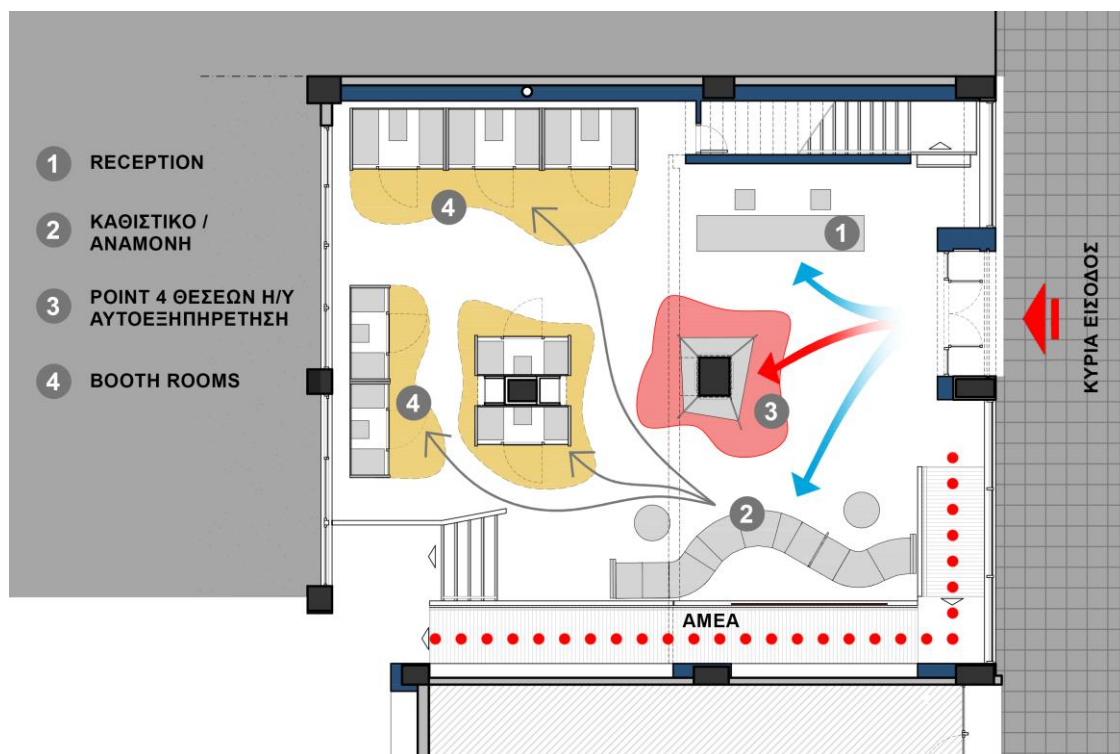 1 RECEPTION
2 ΚΑΘΙΣΤΙΚΟ /
ΑΝΑΜΟΝΗ
3 POINT 4 ΘΕΣΕΩΝ Η/Υ
ΑΥΤΟΕΞΗΠΗΡΕΤΗΣΗ
4 BOOTH ROOMS
4
1
3
4
2
ΑΜΕΑ
ΚΥΡΙΑ ΕΙΣΟΔΟΣ